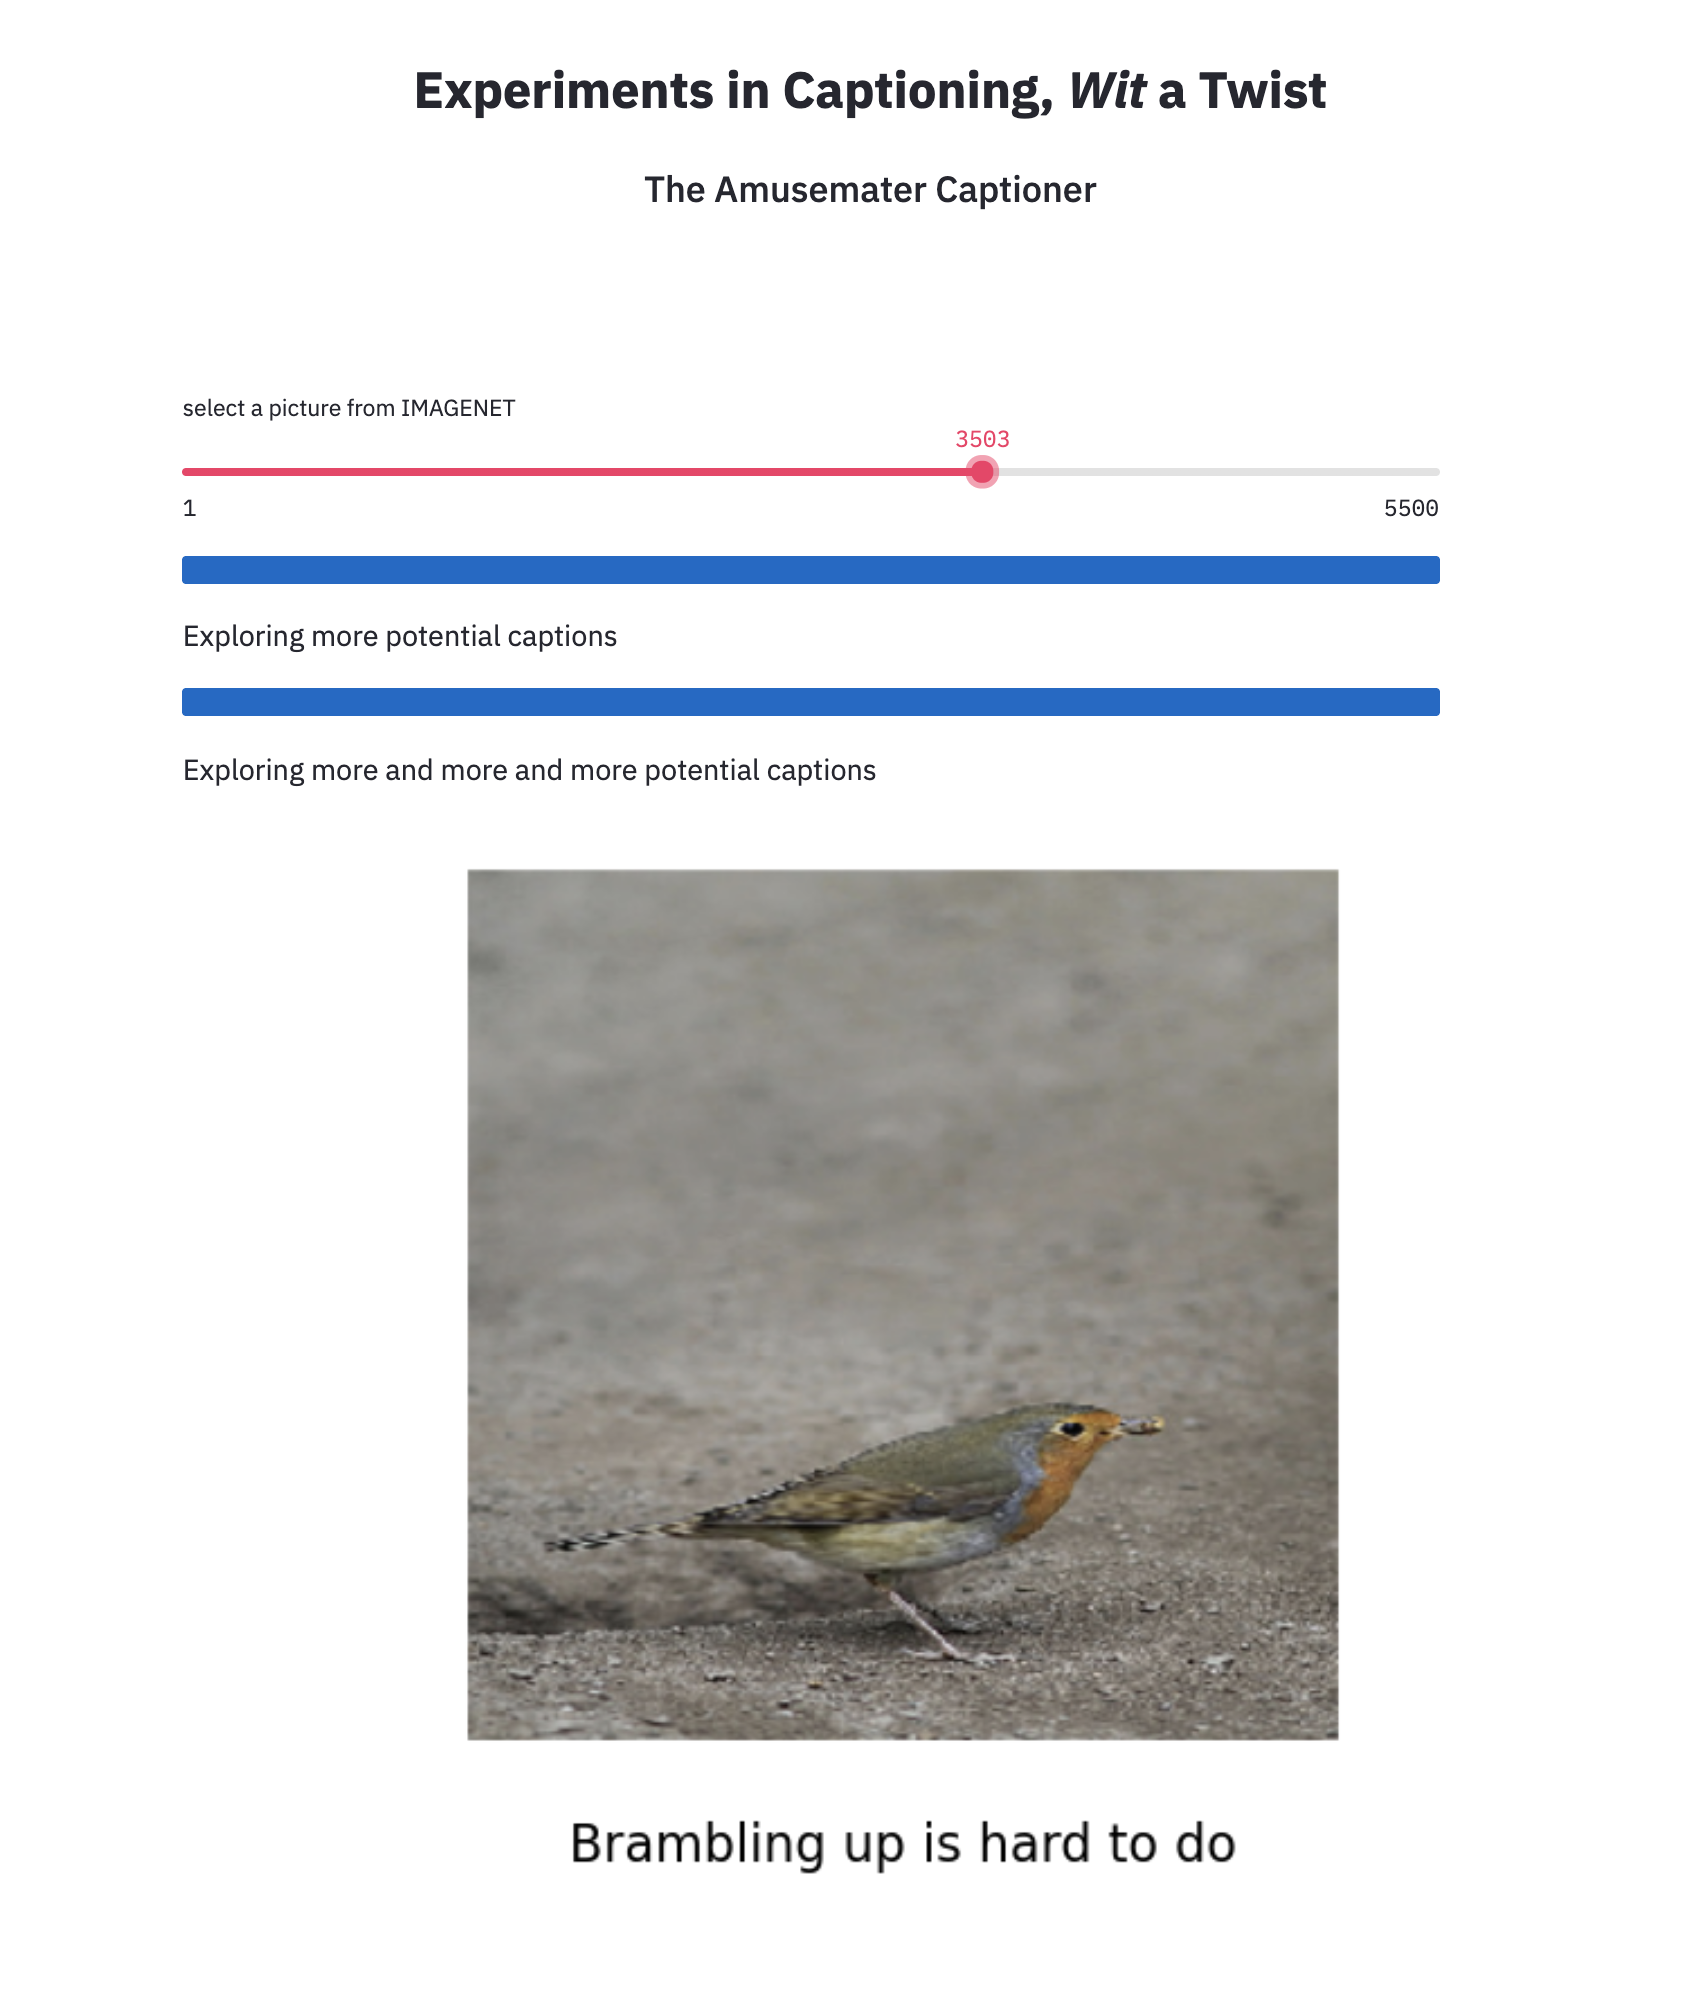 Experiments in Captioning, Wit a Twist
The Amusemater Captioner
select a picture from IMAGENET
3503
1
5500
Exploring more potential captions
Exploring more and more and more potential captions
Brambling up is hard to do